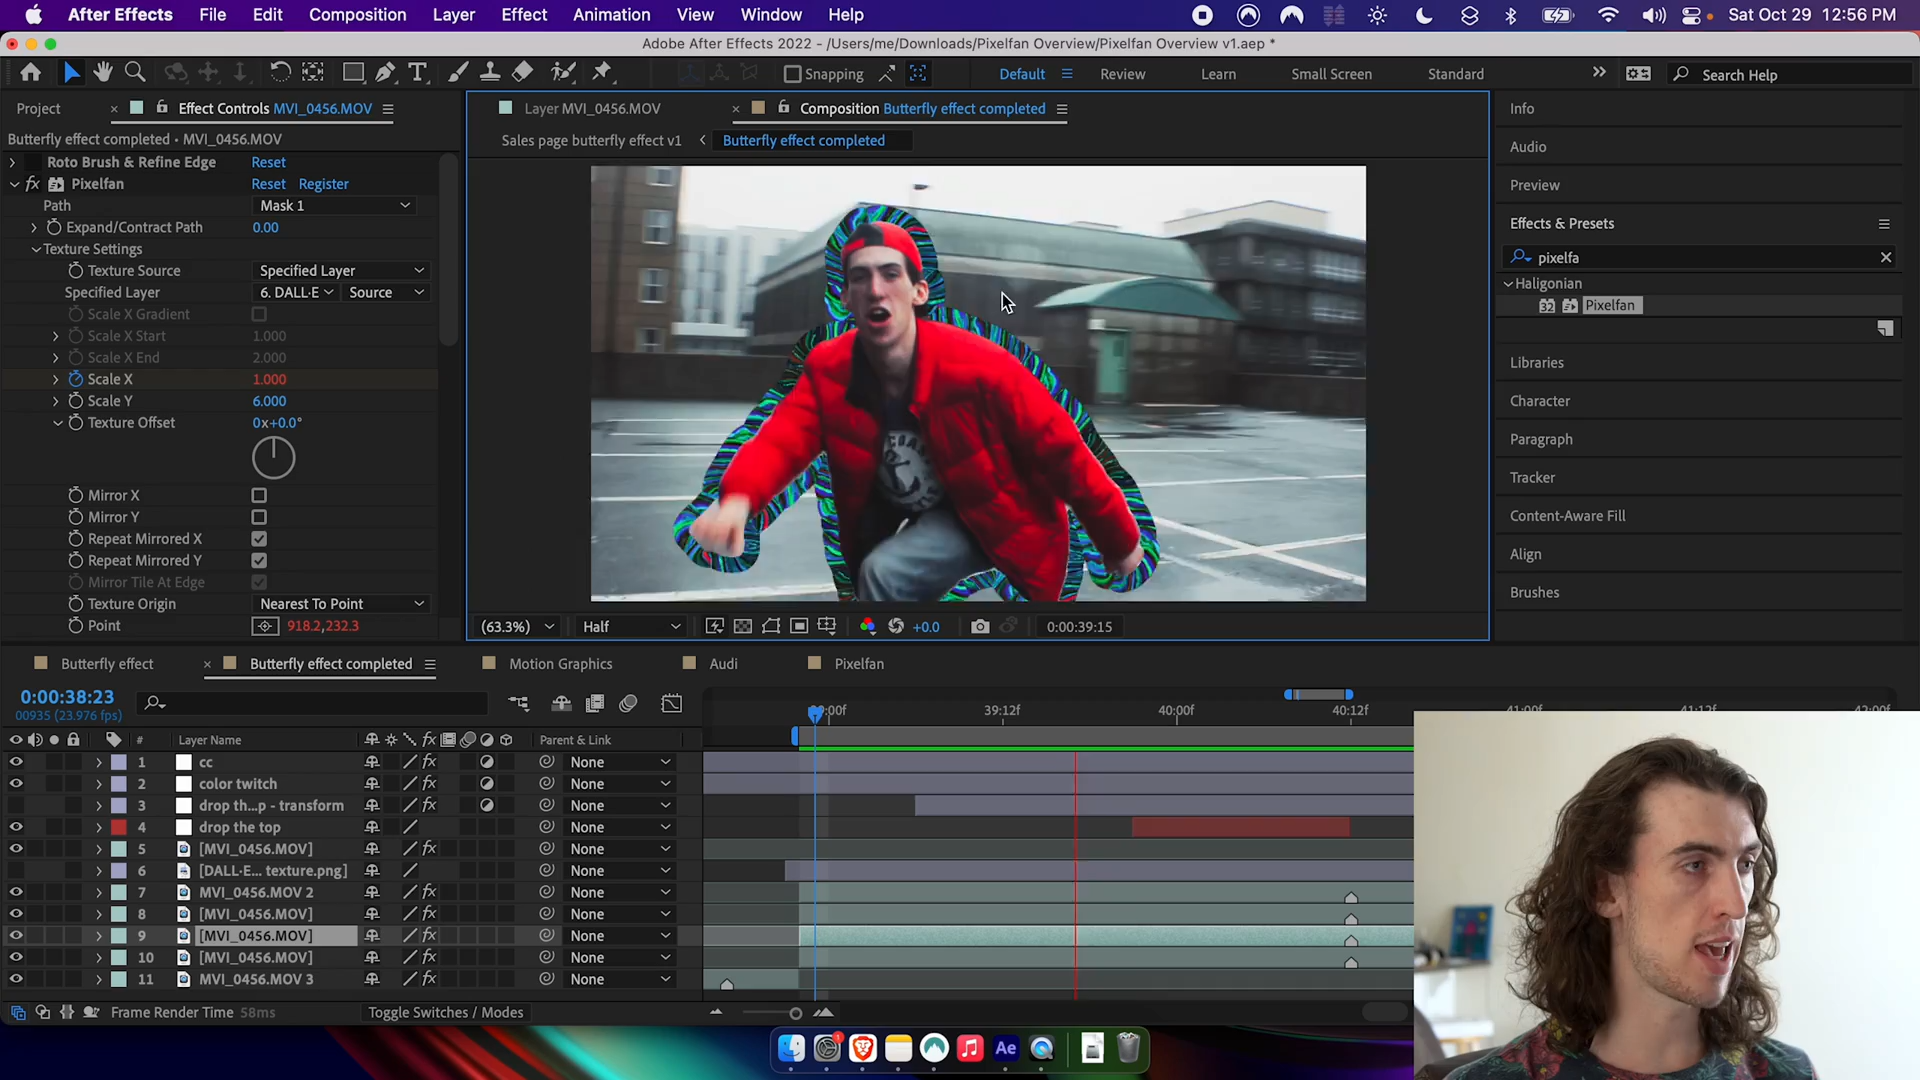 After Effects File Edit Composition Layer Effect Animation View Window Help Sat Oct 29 12:56 PM
Adobe After Effects 2022 - /Users/me/Downloads/Pixelfan Overview/Pixelfan Overview v1.aep *
Snapping Default Review Learn Small Screen Standard Search Help
Project Effect Controls MVI_0456.MOV
Layer MVI_0456.MOV Composition Butterfly effect completed
Info
Butterfly effect completed • MVI_0456.MOV
Sales page butterfly effect v1 Butterfly effect completed
Audio
Roto Brush & Refine Edge Reset
Pixelfan Reset Register
Preview
Path Mask 1
Expand/Contract Path 0.00
Effects & Presets
Texture Settings
pixelfa
Texture Source Specified Layer
Haligonian
Specified Layer 6. DALL·E Source
32 Pixelfan
Scale X Gradient
Scale X Start 1.000
Scale X End 2.000
Libraries
Scale X 1.000
Scale Y 6.000
Character
Texture Offset 0x+0.0°
Paragraph
Tracker
Mirror X
Mirror Y
Content-Aware Fill
Repeat Mirrored X
Repeat Mirrored Y
Align
Mirror Tile At Edge
Brushes
Texture Origin Nearest To Point
Point 918.2,232.3
(63.3%) Half +0.0 0:00:39:15
Butterfly effect Butterfly effect completed Motion Graphics Audi Pixelfan
0:00:38:23
00935 (23.976 fps)
00f 39:12f 40:00f 40:12f
# Layer Name Parent & Link
1 cc None
2 color twitch None
3 drop th...p - transform None
4 drop the top None
5 [MVI_0456.MOV] None
6 [DALL·E... texture.png] None
7 MVI_0456.MOV 2 None
8 [MVI_0456.MOV] None
9 [MVI_0456.MOV] None
10 [MVI_0456.MOV] None
11 MVI_0456.MOV 3 None
Frame Render Time 58ms Toggle Switches / Modes
Ae